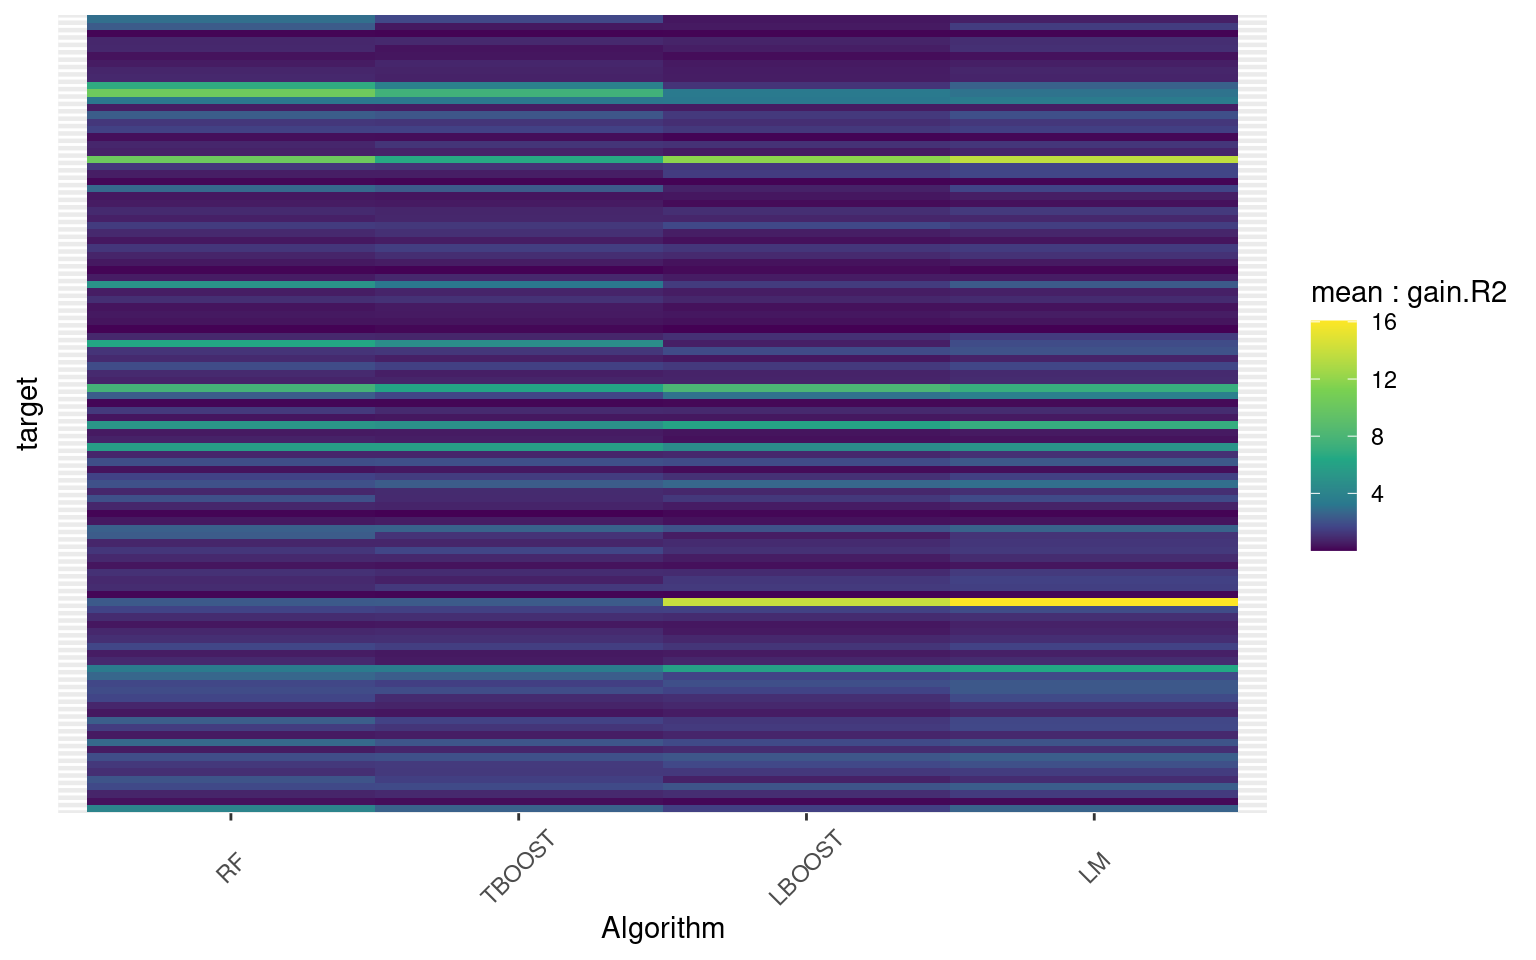 mean : gain.R2
16
12
8
4
target
RF
TBOOST
LBOOST
LM
Algorithm